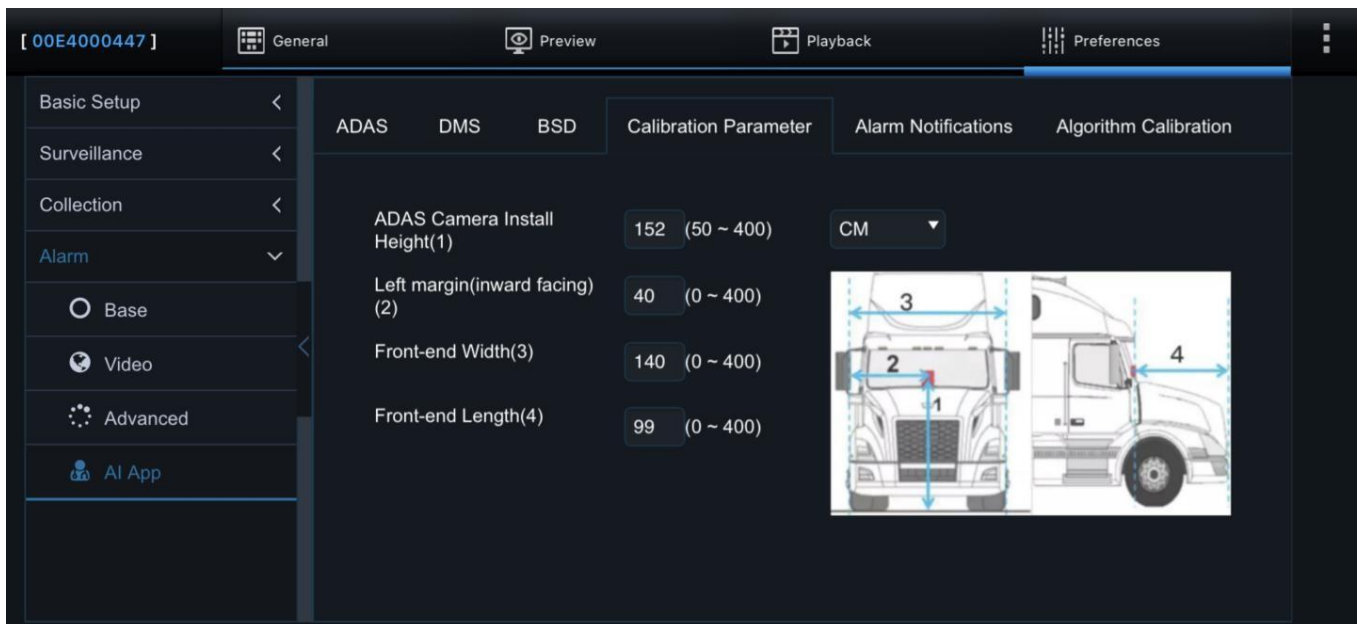 [ 00E4000447 ] General Preview Playback Preferences
Basic Setup
Surveillance
Collection
Alarm
Base
Video
Advanced
AI App
ADAS DMS BSD Calibration Parameter Alarm Notifications Algorithm Calibration
ADAS Camera Install
Height(1)
152 (50 ~ 400) CM
Left margin(inward facing)
(2)
40 (0 ~ 400)
Front-end Width(3)
140 (0 ~ 400)
Front-end Length(4)
99 (0 ~ 400)
3
2
1
4